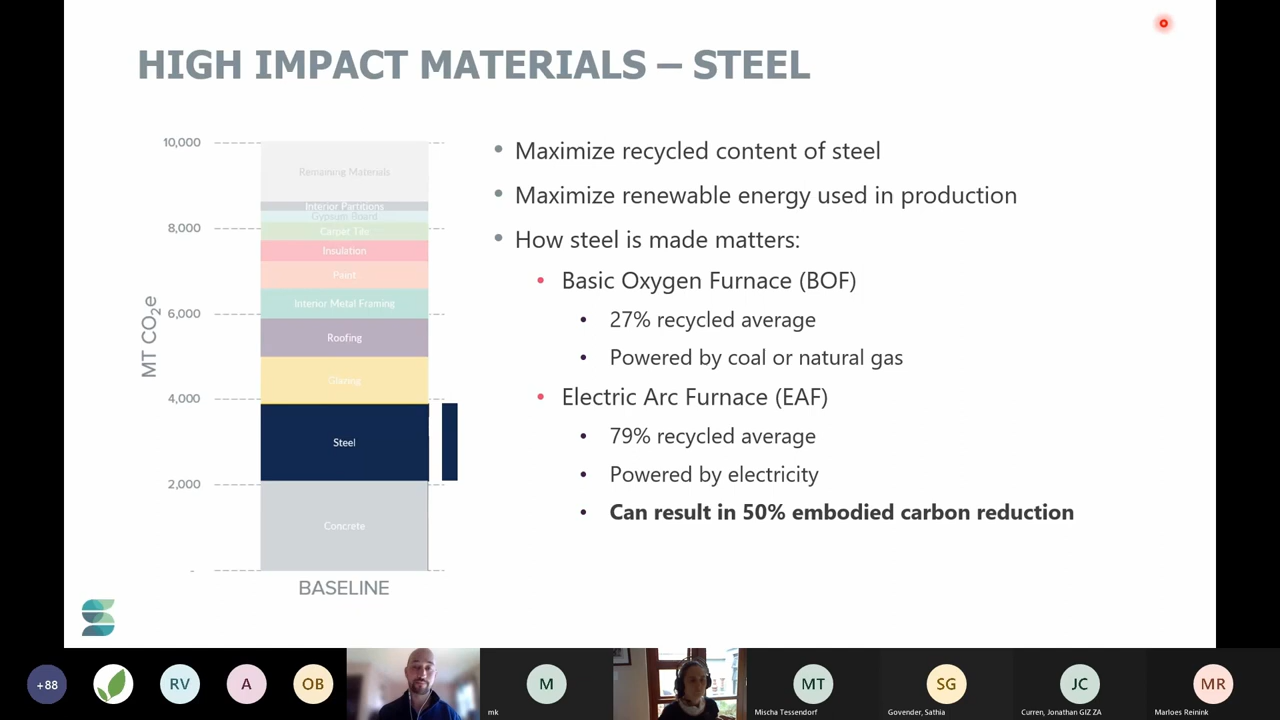 HIGH IMPACT MATERIALS – STEEL
10,000
Remaining Materials
Interior Partitions
Gypsum Board
8,000
Carpet Tile
Insulation
Paint
Interior Metal Framing
6,000
Roofing
MT CO₂e
Glazing
4,000
Steel
2,000
Concrete
-
BASELINE
• Maximize recycled content of steel
• Maximize renewable energy used in production
• How steel is made matters:
• Basic Oxygen Furnace (BOF)
• 27% recycled average
• Powered by coal or natural gas
• Electric Arc Furnace (EAF)
• 79% recycled average
• Powered by electricity
• Can result in 50% embodied carbon reduction
+88
RV
A
OB
M
mk
MT
Mischa Tessendorf
SG
Govender, Sathia
JC
Curren, Jonathan GIZ ZA
MR
Marloes Reinink